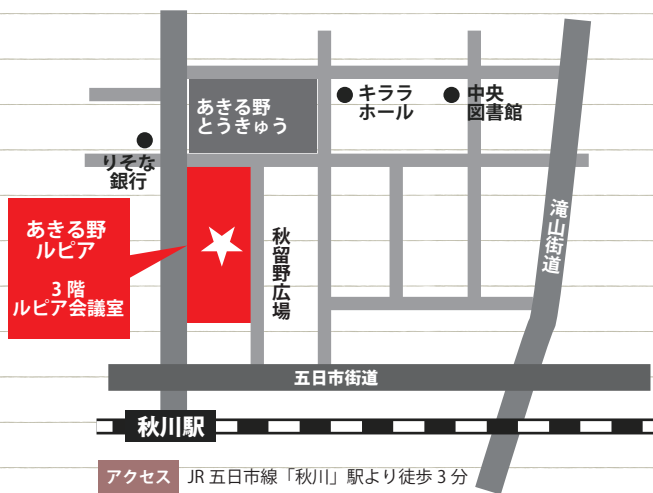 あきる野
とうきゅう
キララ
ホール
中央
図書館
りそな
銀行
あきる野
ルピア
3階
ルピア会議室
秋留野広場
滝山街道
五日市街道
秋川駅
アクセス JR 五日市線「秋川」駅より徒歩 3 分